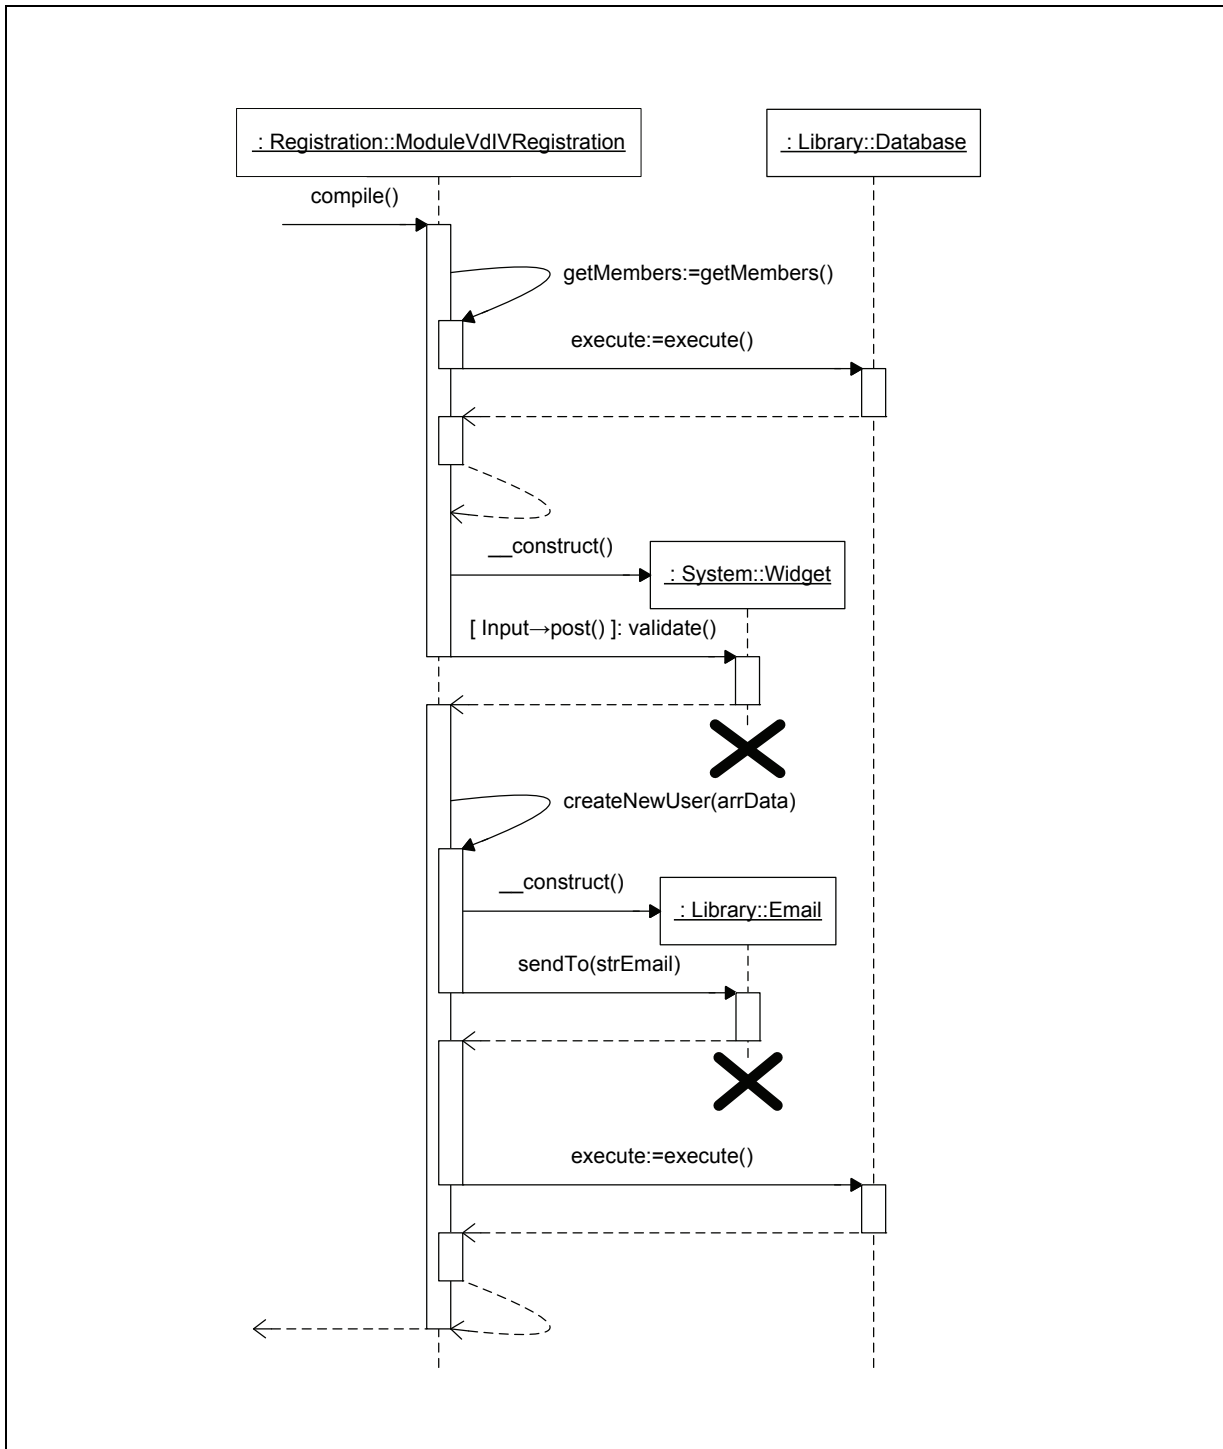 : Registration::ModuleVdIVRegistration
: Library::Database
compile()
getMembers:=getMembers()
execute:=execute()
__construct()
: System::Widget
[ Input→post() ]: validate()
createNewUser(arrData)
__construct()
: Library::Email
sendTo(strEmail)
execute:=execute()